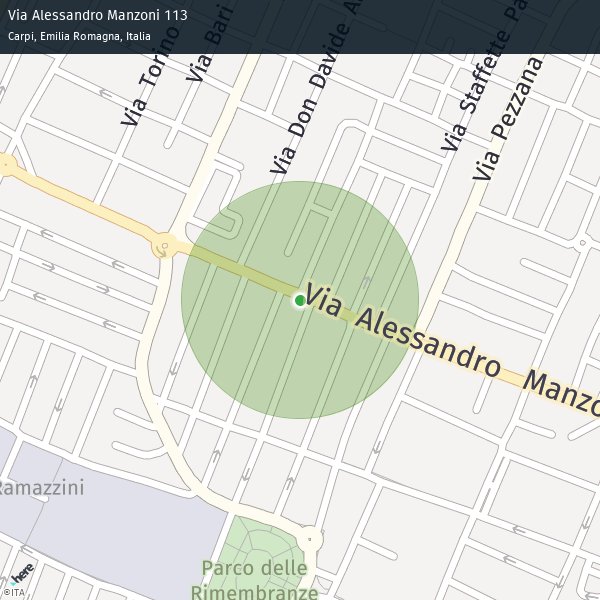 Via Alessandro Manzoni 113
Carpi, Emilia Romagna, Italia
Via Torino
Via Bari
Via Don Davide A
Via Staffette Pa
Via Pezzana
Via Alessandro Manzo
Ramazzini
Parco delle
Rimembranze
here
©ITA